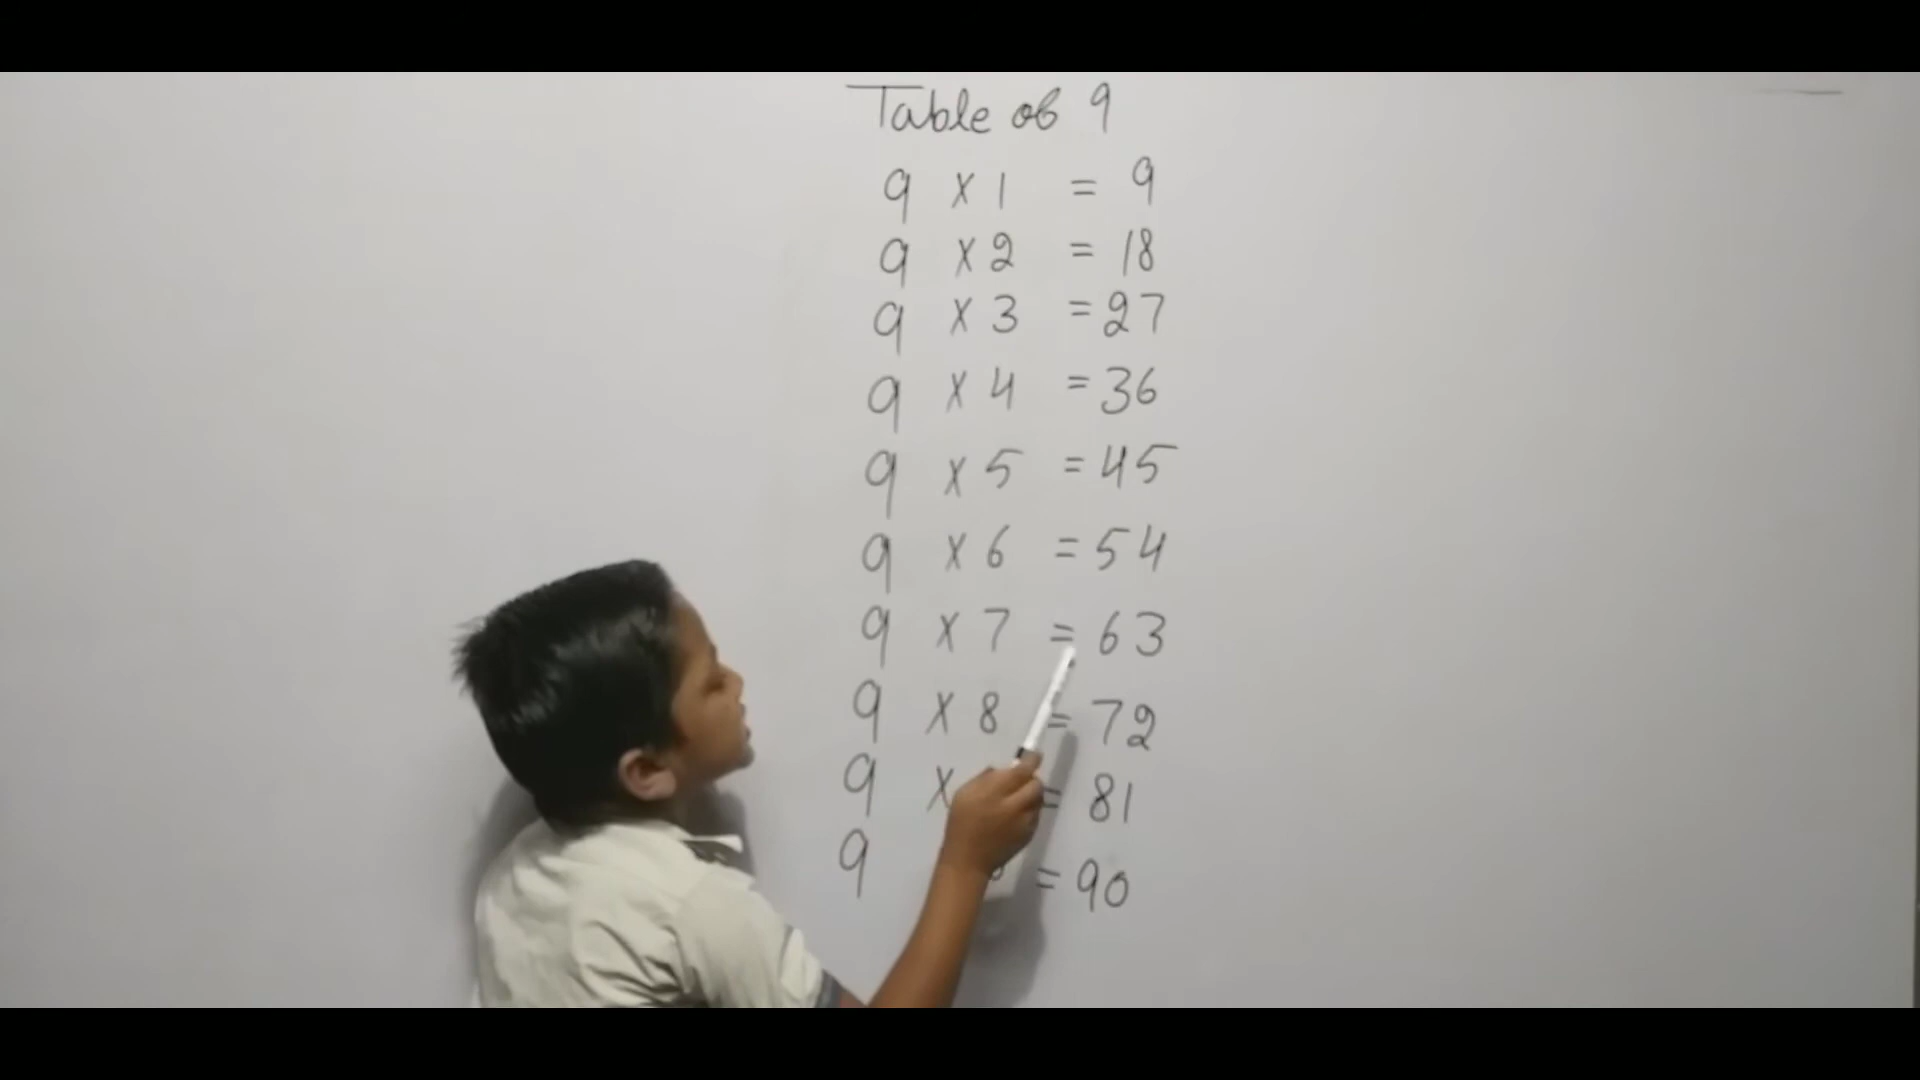 Table of 9
9 x 1 = 9
9 x 2 = 18
9 x 3 = 27
9 x 4 = 36
9 x 5 = 45
9 x 6 = 54
9 x 7 = 63
9 x 8 = 72
9 x = 81
9 = 90